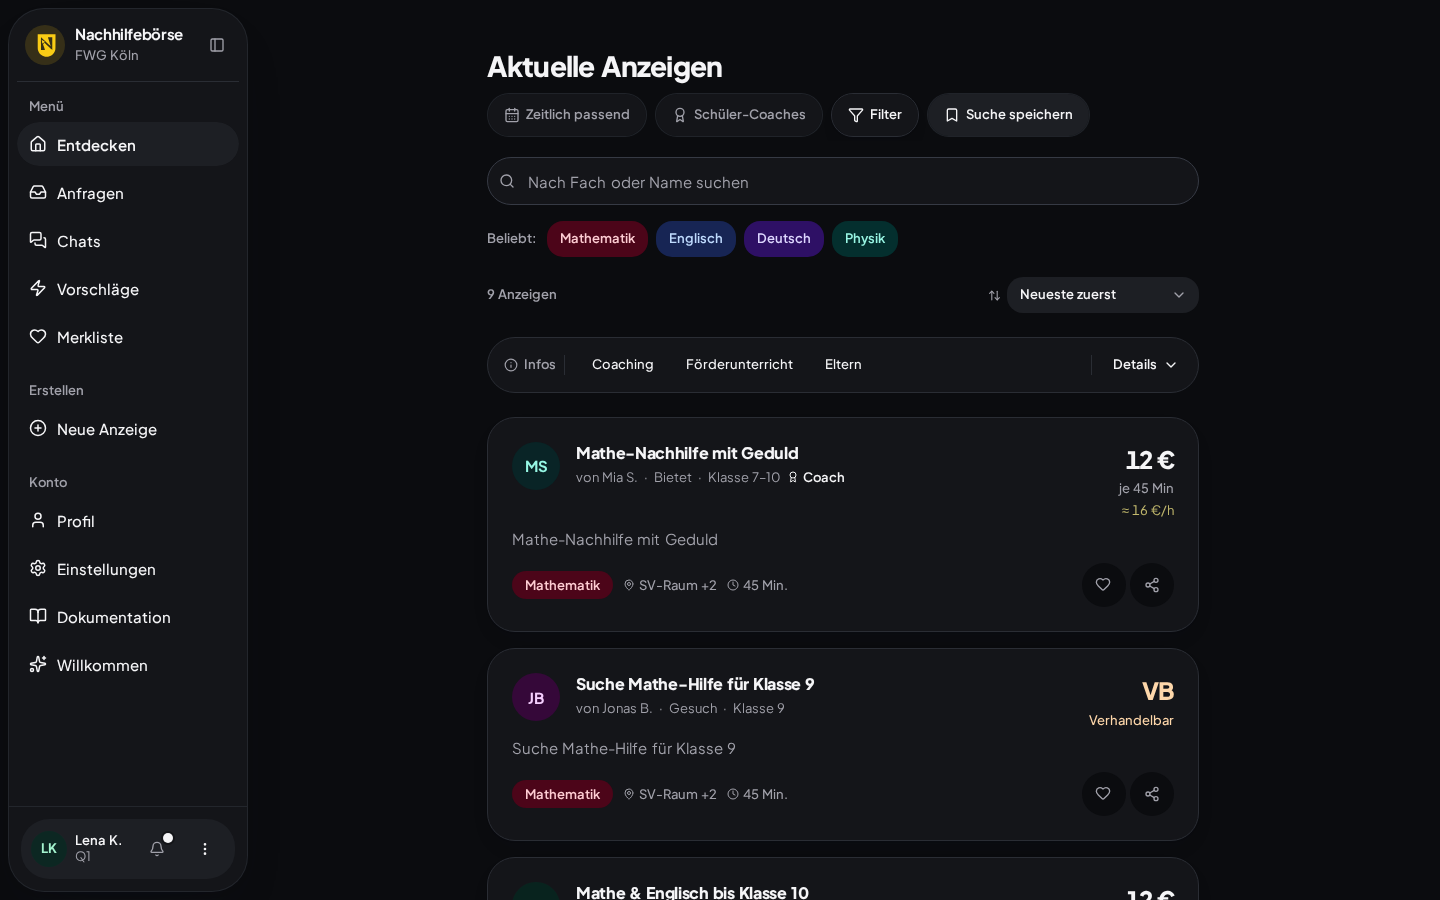 Nachhilfebörse
FWG Köln
Menü
Entdecken
Anfragen
Chats
Vorschläge
Merkliste
Erstellen
Neue Anzeige
Konto
Profil
Einstellungen
Dokumentation
Willkommen
LK
Lena K.
Q1
Aktuelle Anzeigen
Zeitlich passend
Schüler-Coaches
Filter
Suche speichern
Nach Fach oder Name suchen
Beliebt: Mathematik Englisch Deutsch Physik
9 Anzeigen
Neueste zuerst
Infos Coaching Förderunterricht Eltern Details
MS
Mathe-Nachhilfe mit Geduld
von Mia S. · Bietet · Klasse 7–10 Coach
12 €
je 45 Min
≈ 16 €/h
Mathe-Nachhilfe mit Geduld
Mathematik SV-Raum +2 45 Min.
JB
Suche Mathe-Hilfe für Klasse 9
von Jonas B. · Gesuch · Klasse 9
VB
Verhandelbar
Suche Mathe-Hilfe für Klasse 9
Mathematik SV-Raum +2 45 Min.
Mathe & Englisch bis Klasse 10
12 €